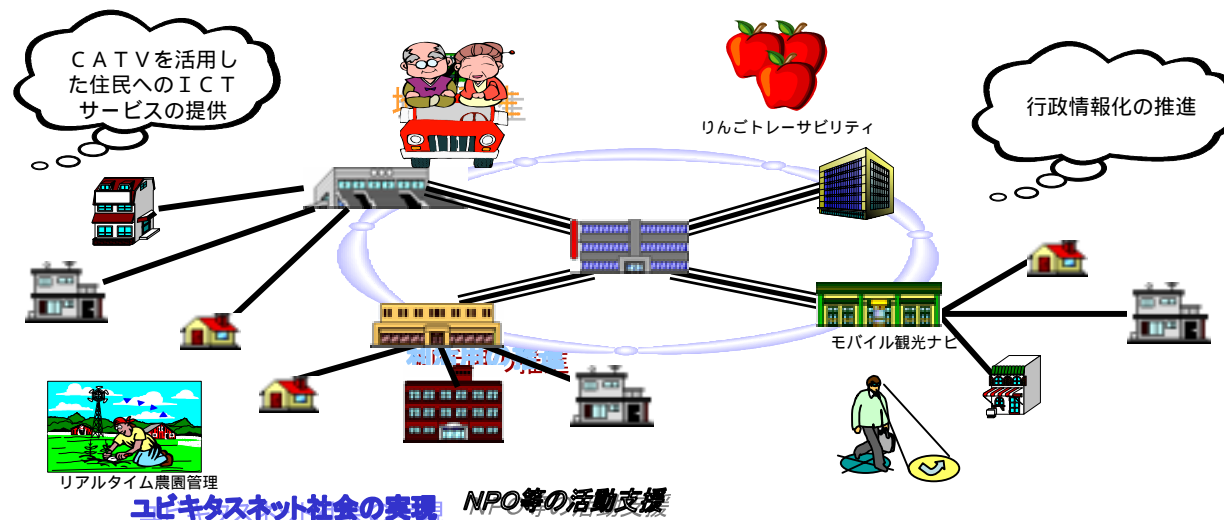 ＣＡＴＶを活用し
た住民へのＩＣＴ
サービスの提供
りんごトレーサビリティ
行政情報化の推進
モバイル観光ナビ
の推進
リアルタイム農園管理
ユビキタスネット社会の実現
NPO等の活動支援